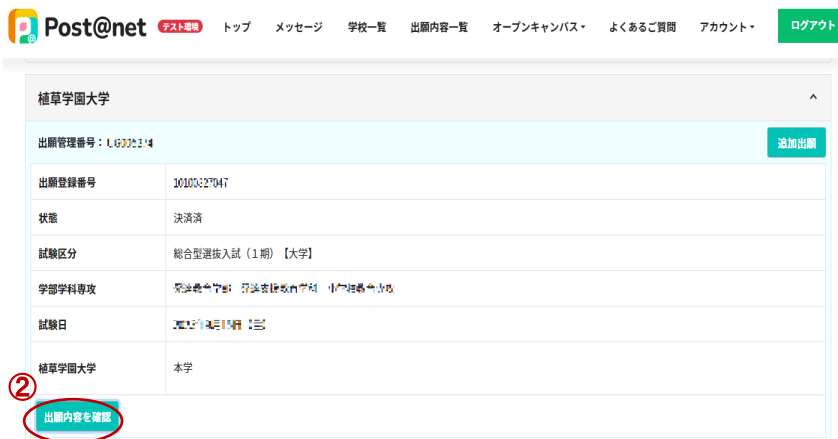 Post@net テスト環境 トップ メッセージ 学校一覧 出願内容一覧 オープンキャンパス よくあるご質問 アカウント ログアウト
植草学園大学
出願管理番号：
追加出願
出願登録番号
状態 決済済
試験区分 総合型選抜入試（1期）【大学】
学部学科専攻
試験日
植草学園大学 本学
②
出願内容を確認